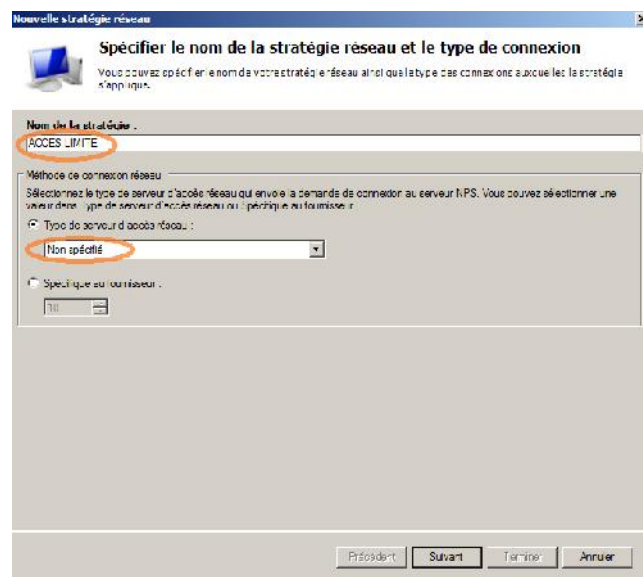 Nouvelle stratégie réseau
Spécifier le nom de la stratégie réseau et le type de connexion
Vous pouvez spécifier le nom de votre stratégie réseau ainsi que le type des connexions auxquelles la stratégie
s'applique.
Nom de la stratégie :
ACCES LIMITE
Méthode de connexion réseau
Sélectionnez le type de serveur d'accès réseau qui envoie la demande de connexion au serveur NPS. Vous pouvez sélectionner une
valeur dans Type de serveur d'accès réseau ou Spécifique au fournisseur.
Type de serveur d'accès réseau :
Non spécifié
Spécifique au fournisseur :
10
Précédent
Suivant
Terminer
Annuler